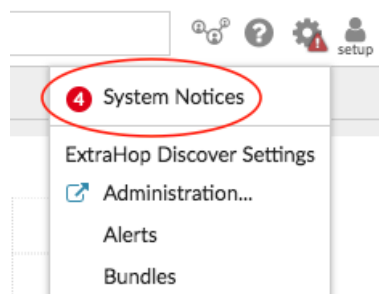 setup
4 System Notices
ExtraHop Discover Settings
Administration...
Alerts
Bundles